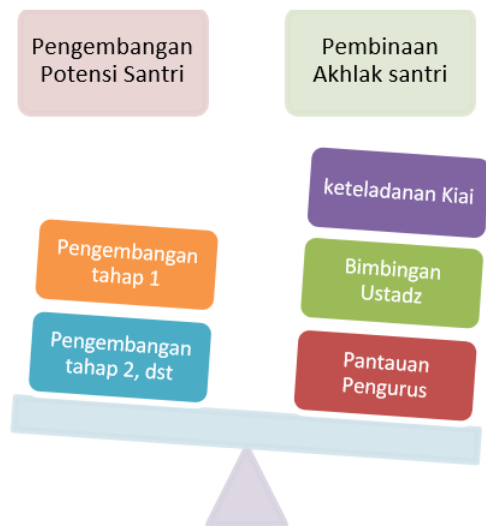 Pengembangan
Potensi Santri
Pembinaan
Akhlak santri
keteladanan Kiai
Pengembangan
tahap 1
Bimbingan
Ustadz
Pengembangan
tahap 2, dst
Pantauan
Pengurus